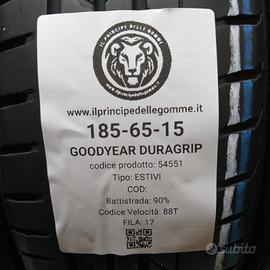 IL PRINCIPE DELLE GOMME
www.ilprincipedellegomme.it
185-65-15
GOODYEAR DURAGRIP
codice prodotto: 54551
Tipo: ESTIVI
COD:
Battistrada: 90%
Codice Velocità: 88T
FILA: 17
subito